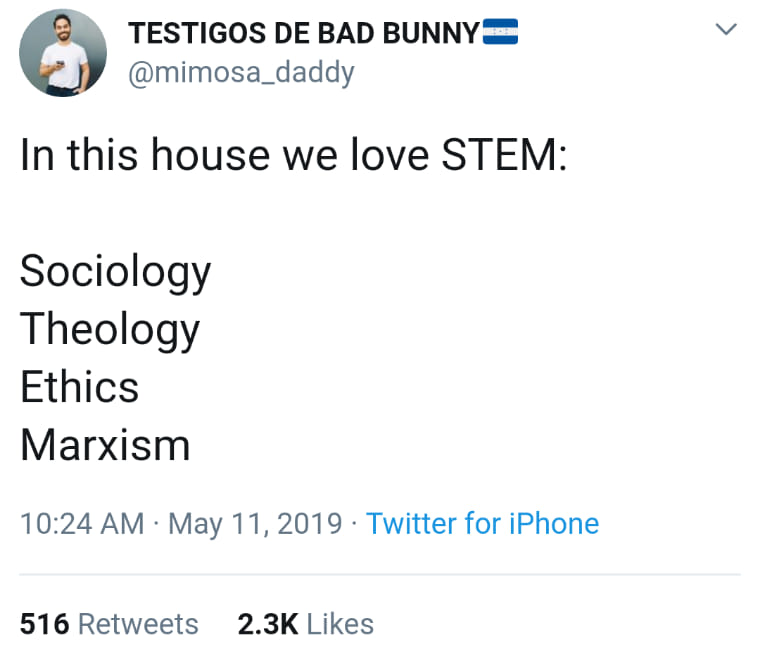 TESTIGOS DE BAD BUNNY🇭🇳
@mimosa_daddy
In this house we love STEM:
Sociology
Theology
Ethics
Marxism
10:24 AM · May 11, 2019 · Twitter for iPhone
516 Retweets 2.3K Likes